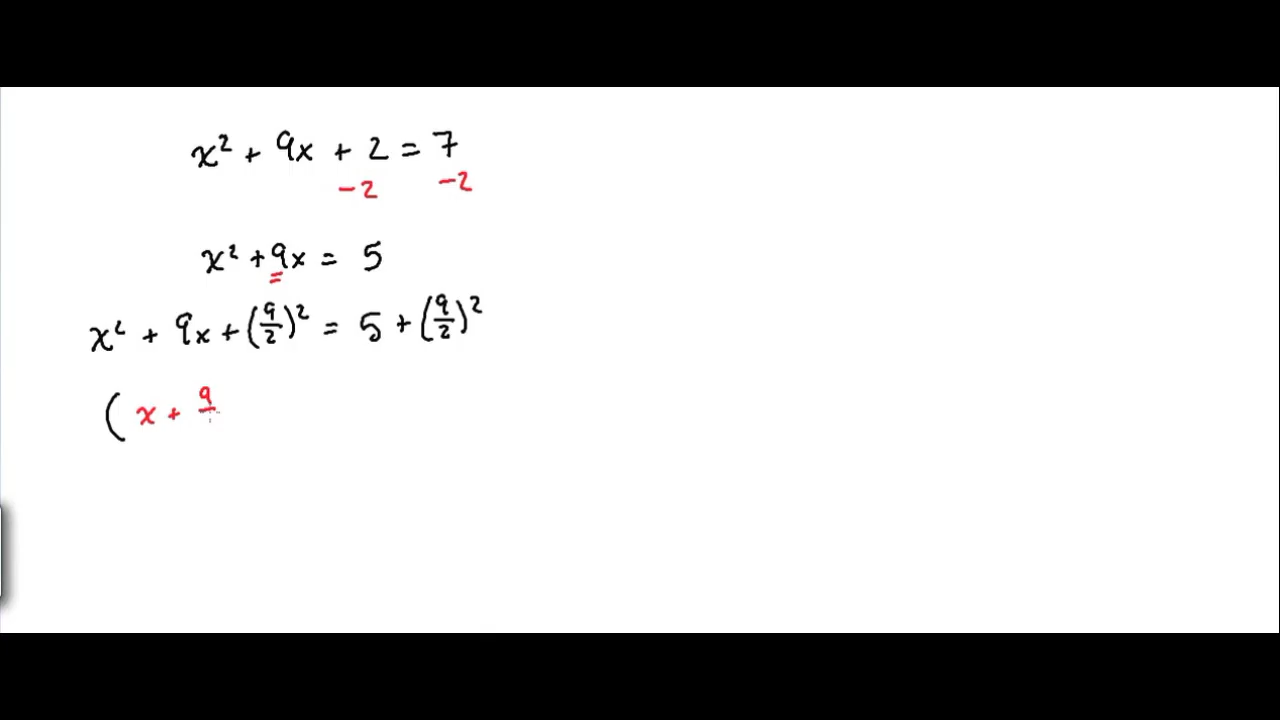 x² + 9x + 2 = 7
-2 -2
x² + 9x = 5
x² + 9x + (9/2)² = 5 + (9/2)²
( x + 9/